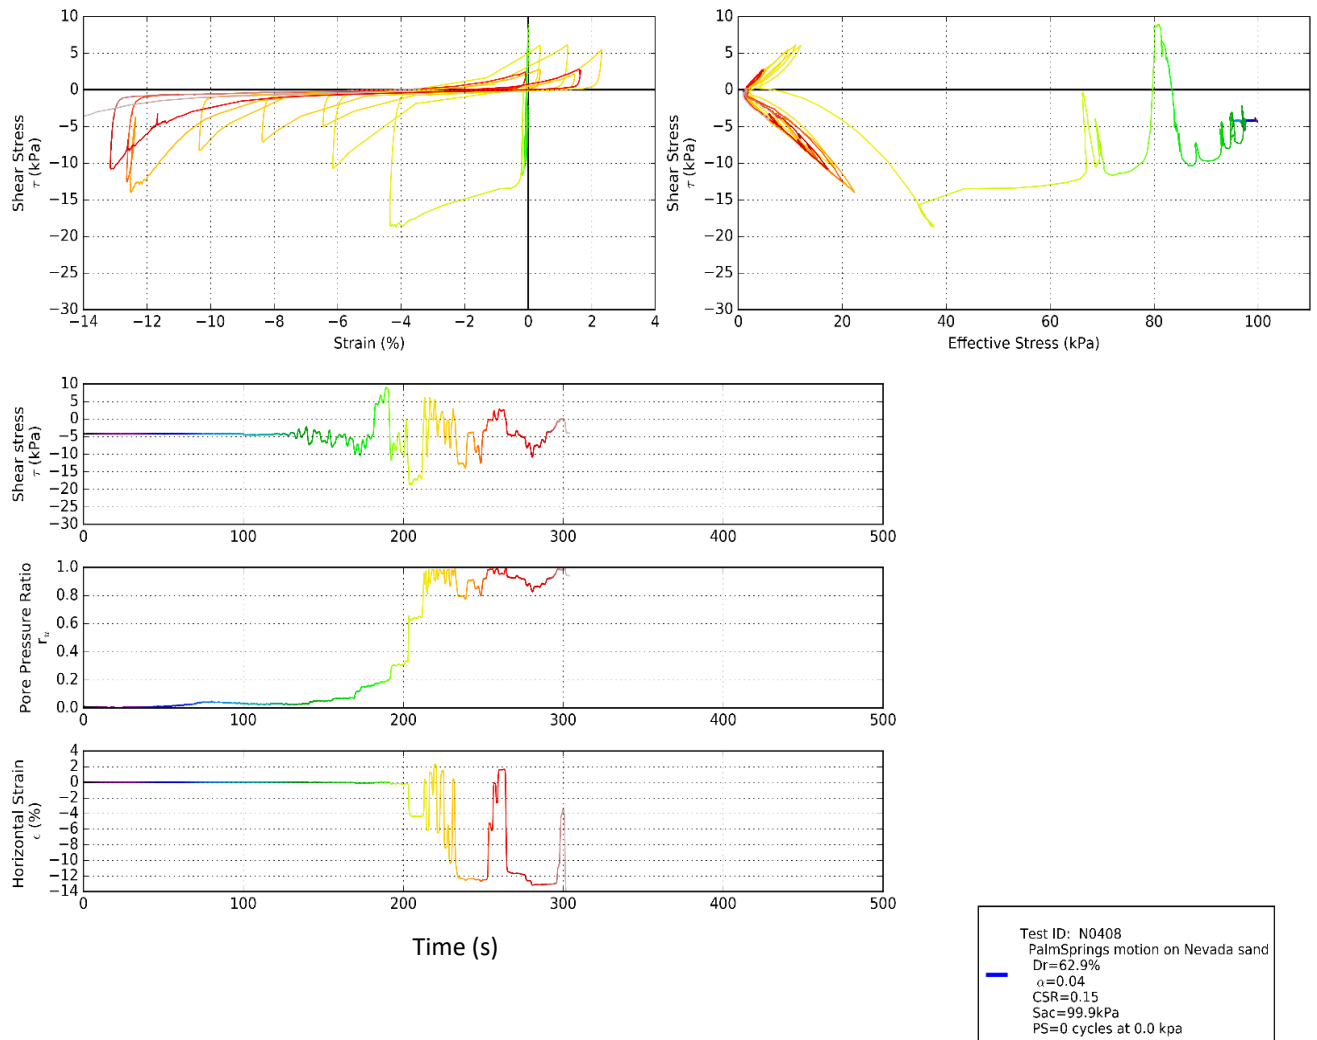 10
5
0
−5
−10
−15
−20
−25
−30
Shear Stress
τ (kPa)
−14 −12 −10 −8 −6 −4 −2 0 2 4
Strain (%)
10
5
0
−5
−10
−15
−20
−25
−30
Shear Stress
τ (kPa)
0 20 40 60 80 100
Effective Stress (kPa)
10
5
0
−5
−10
−15
−20
−25
−30
Shear stress
τ (kPa)
0 100 200 300 400 500
1.0
0.8
0.6
0.4
0.2
0.0
Pore Pressure Ratio
rᵤ
0 100 200 300 400 500
4
2
0
−2
−4
−6
−8
−10
−12
−14
Horizontal Strain
ϵ (%)
0 100 200 300 400 500
Time (s)
Test ID: N0408
PalmSprings motion on Nevada sand
Dr=62.9%
α=0.04
CSR=0.15
Sac=99.9kPa
PS=0 cycles at 0.0 kpa